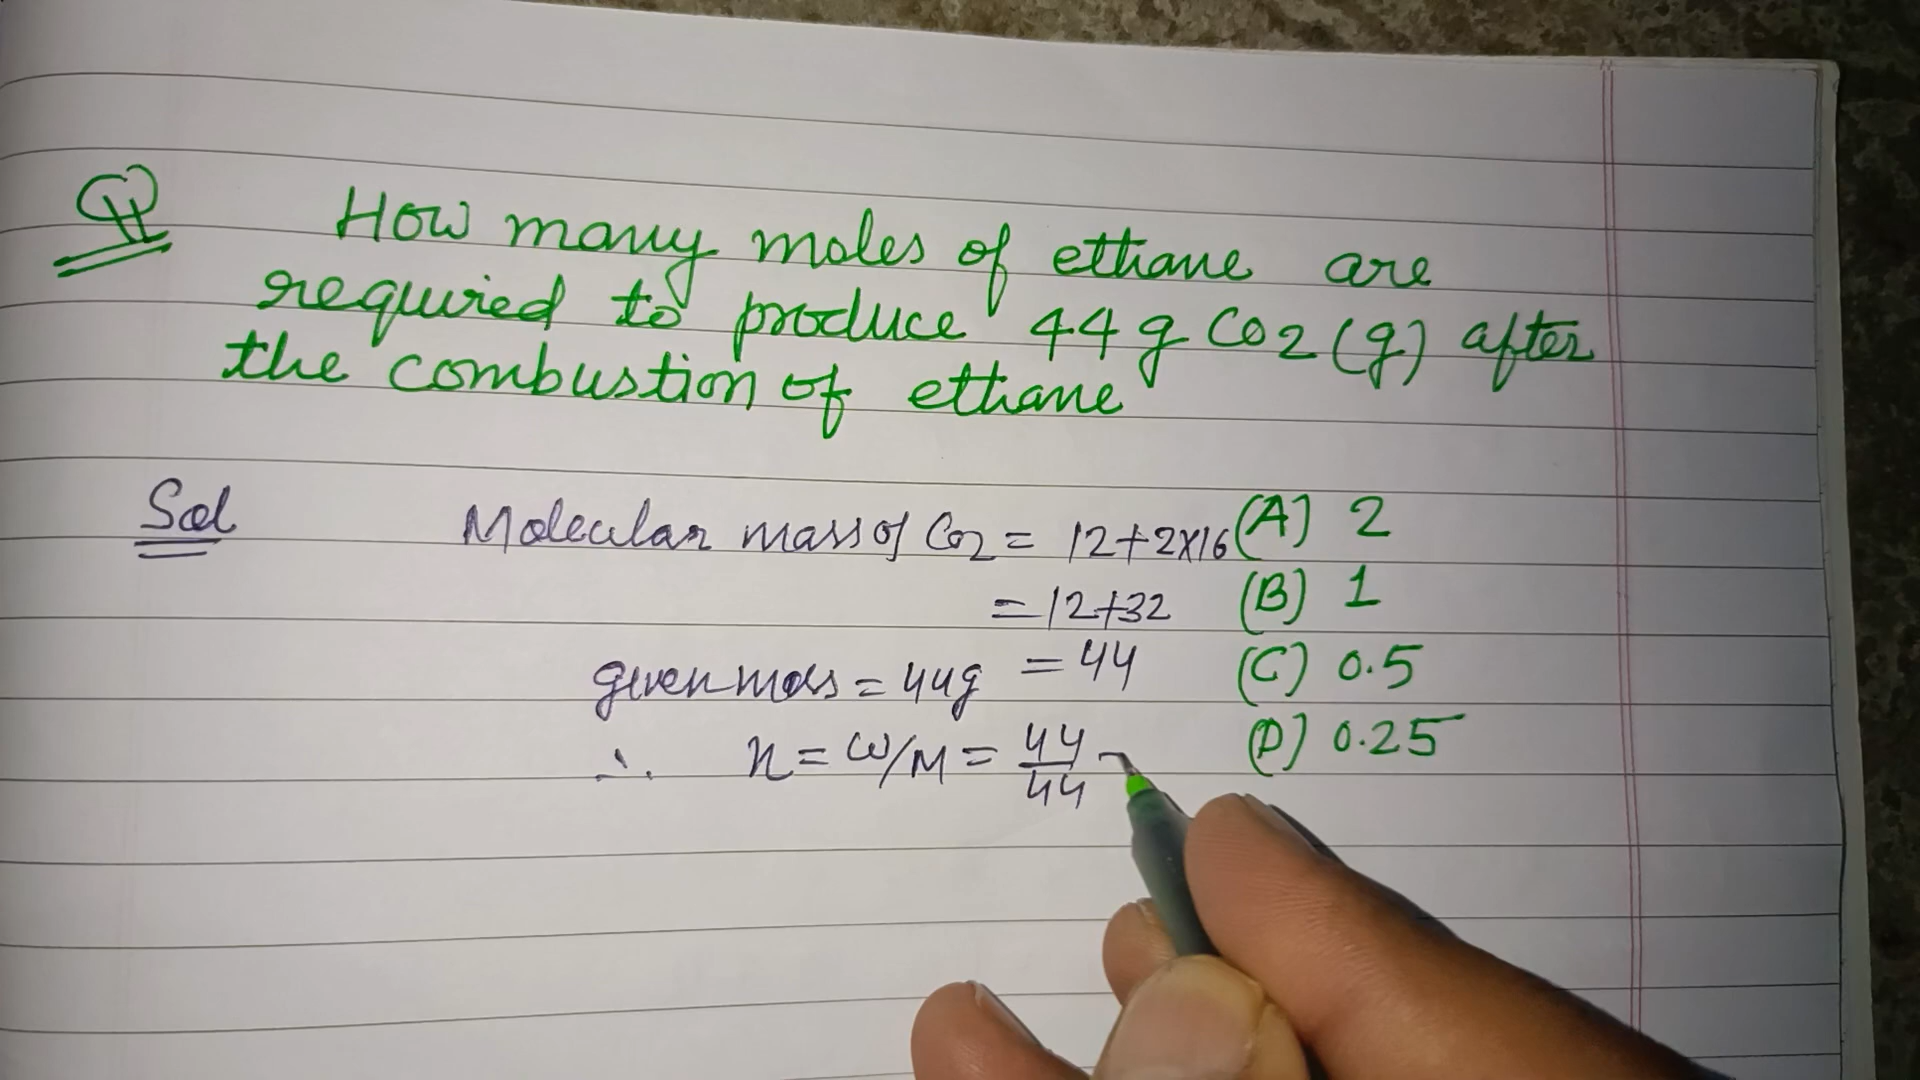 Q
How many moles of ethane are
required to produce 44 g CO2 (g) after
the combustion of ethane
Sol Molecular mass of CO2 = 12+2x16 (A) 2
= 12+32 (B) 1
given mass = 44g = 44 (C) 0.5
∴ n = w/M = 44/44 (D) 0.25